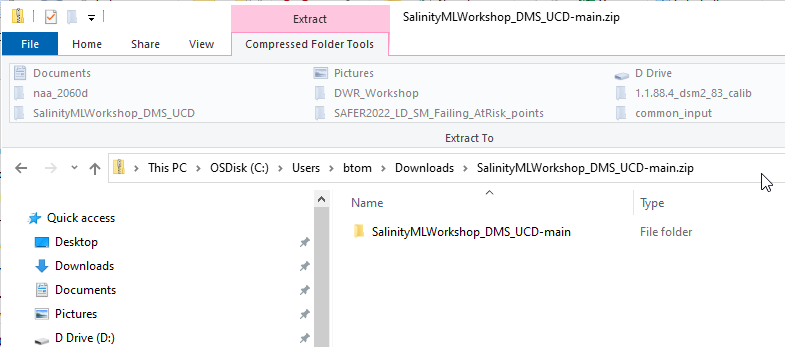 Extract SalinityMLWorkshop_DMS_UCD-main.zip
File Home Share View Compressed Folder Tools
Documents Pictures D Drive
naa_2060d DWR_Workshop 1.1.88.4_dsm2_83_calib
SalinityMLWorkshop_DMS_UCD SAFER2022_LD_SM_Failing_AtRisk_points common_input
Extract To
This PC > OSDisk (C:) > Users > btom > Downloads > SalinityMLWorkshop_DMS_UCD-main.zip
Name Type
Quick access
SalinityMLWorkshop_DMS_UCD-main File folder
Desktop
Downloads
Documents
Pictures
D Drive (D:)